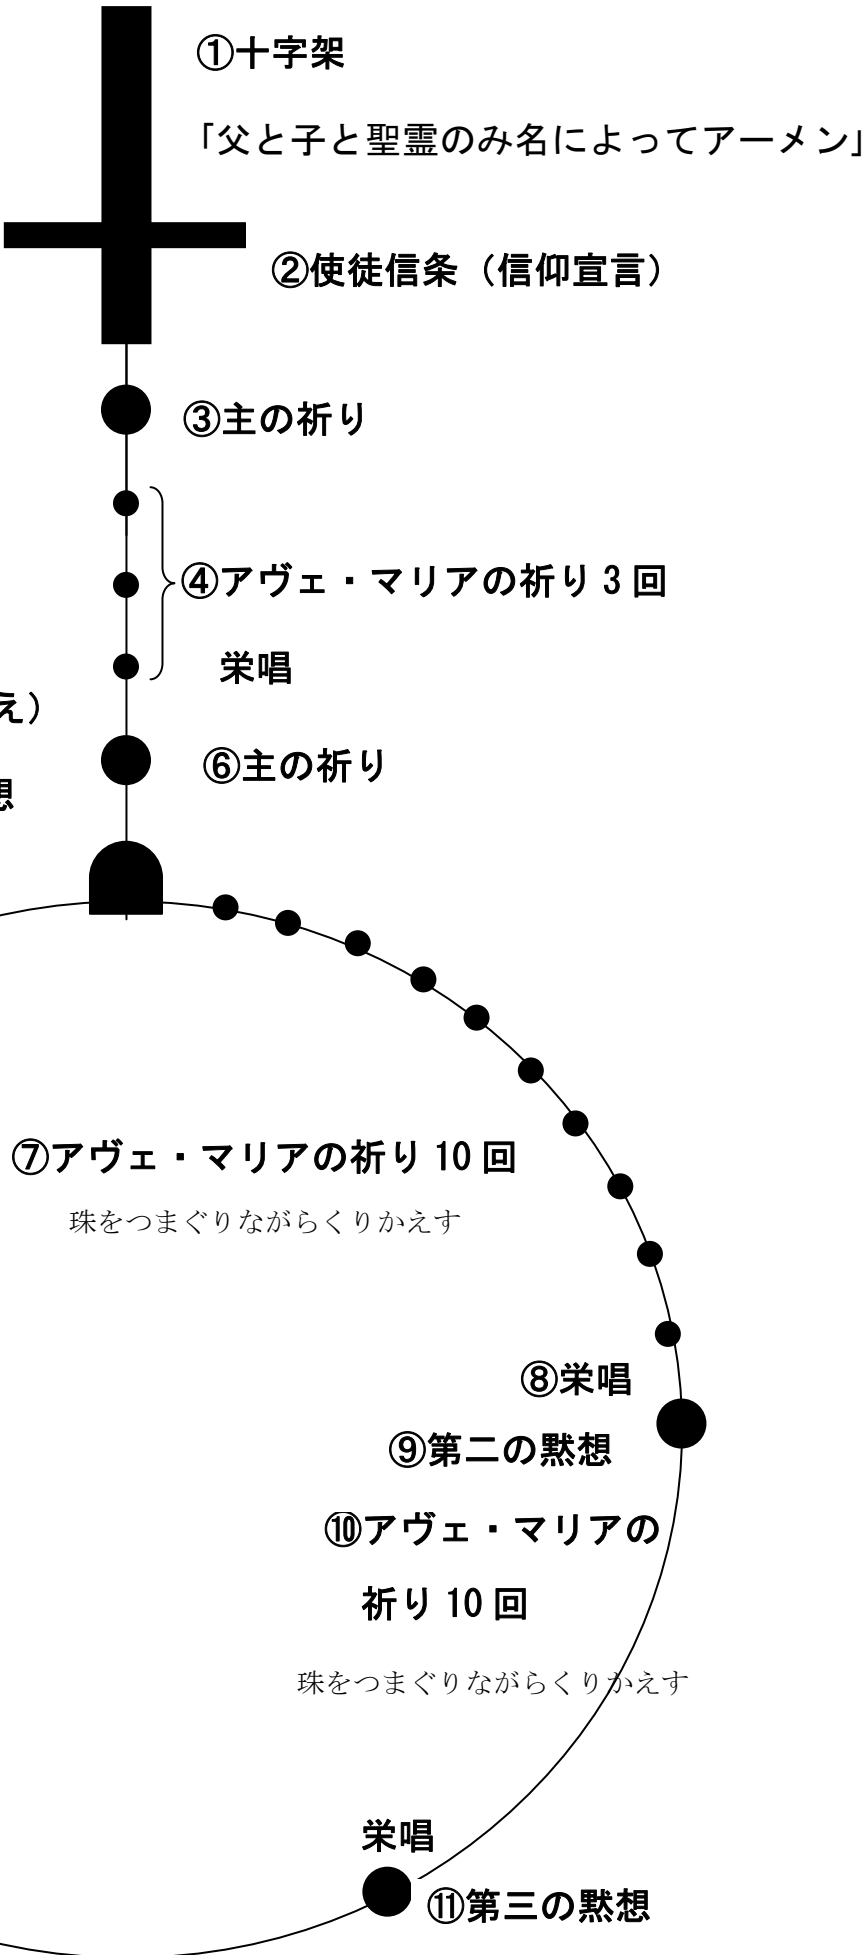 ①十字架
「父と子と聖霊のみ名によってアーメン」
②使徒信条（信仰宣言）
③主の祈り
④アヴェ・マリアの祈り3回
栄唱
え）
⑥主の祈り
想
⑦アヴェ・マリアの祈り10回
珠をつまぐりながらくりかえす
⑧栄唱
⑨第二の黙想
⑩アヴェ・マリアの
祈り10回
珠をつまぐりながらくりかえす
栄唱
⑪第三の黙想